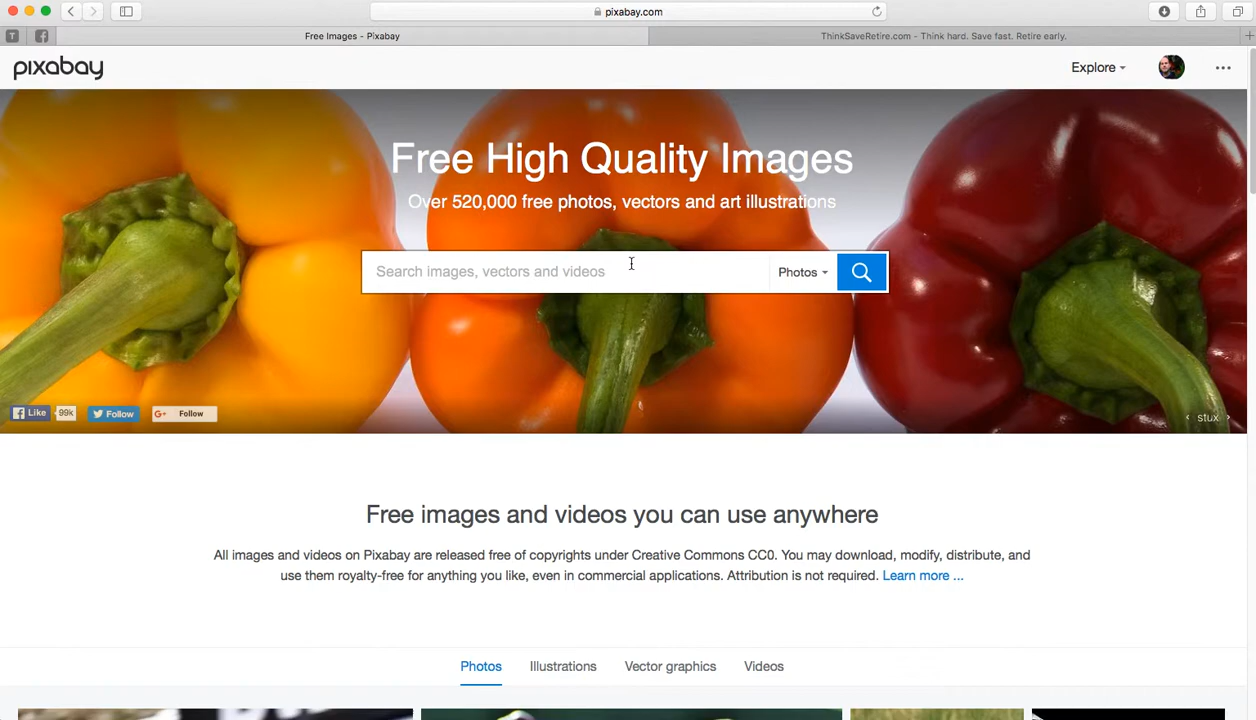 pixabay.com
T
Free Images - Pixabay
ThinkSaveRetire.com - Think hard. Save fast. Retire early.
pixabay
Explore
Free High Quality Images
Over 520,000 free photos, vectors and art illustrations
Search images, vectors and videos
Photos
Like 99k
Follow
G+ Follow
‹ stux ›
Free images and videos you can use anywhere
All images and videos on Pixabay are released free of copyrights under Creative Commons CC0. You may download, modify, distribute, and
use them royalty-free for anything you like, even in commercial applications. Attribution is not required. Learn more ...
Photos Illustrations Vector graphics Videos